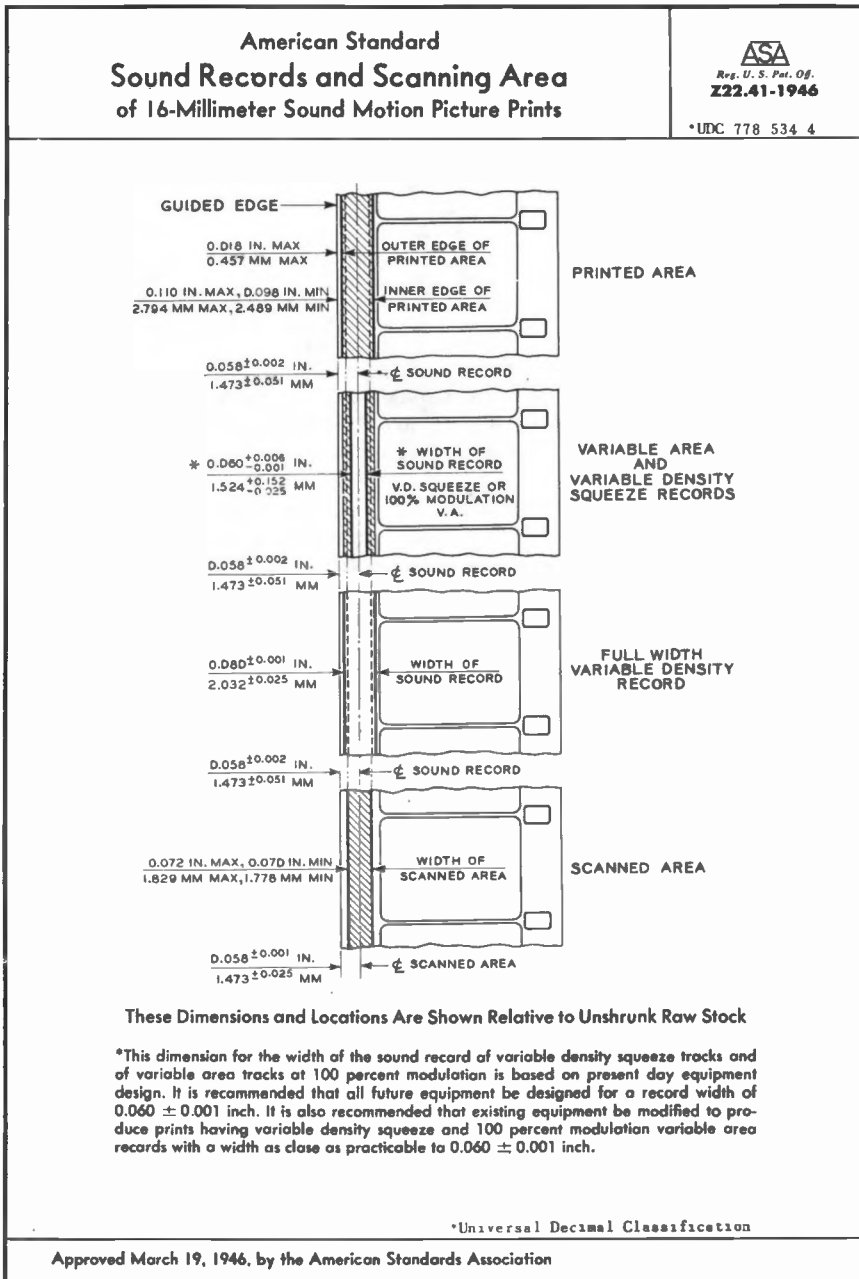 American Standard
Sound Records and Scanning Area
of 16-Millimeter Sound Motion Picture Prints
ASA
Reg. U. S. Pat. Off.
Z22.41-1946
*UDC 778 534 4
GUIDED EDGE
0.018 IN. MAX
0.457 MM MAX
OUTER EDGE OF
PRINTED AREA
PRINTED AREA
0.110 IN. MAX, 0.098 IN. MIN
2.794 MM MAX, 2.489 MM MIN
INNER EDGE OF
PRINTED AREA
0.058±0.002 IN.
1.473±0.051 MM
℄ SOUND RECORD
* 0.060 +0.006 -0.001 IN.
1.524 +0.152 -0.025 MM
* WIDTH OF
SOUND RECORD
V.D. SQUEEZE OR
100% MODULATION
V.A.
VARIABLE AREA
AND
VARIABLE DENSITY
SQUEEZE RECORDS
0.058±0.002 IN.
1.473±0.051 MM
℄ SOUND RECORD
0.080±0.001 IN.
2.032±0.025 MM
WIDTH OF
SOUND RECORD
FULL WIDTH
VARIABLE DENSITY
RECORD
0.058±0.002 IN.
1.473±0.051 MM
℄ SOUND RECORD
0.072 IN. MAX, 0.070 IN. MIN
1.829 MM MAX, 1.778 MM MIN
WIDTH OF
SCANNED AREA
SCANNED AREA
0.058±0.001 IN.
1.473±0.025 MM
℄ SCANNED AREA
These Dimensions and Locations Are Shown Relative to Unshrunk Raw Stock
*This dimension for the width of the sound record of variable density squeeze tracks and
of variable area tracks at 100 percent modulation is based on present day equipment
design. It is recommended that all future equipment be designed for a record width of
0.060 ± 0.001 inch. It is also recommended that existing equipment be modified to pro-
duce prints having variable density squeeze and 100 percent modulation variable area
records with a width as close as practicable to 0.060 ± 0.001 inch.
*Universal Decimal Classification
Approved March 19, 1946, by the American Standards Association